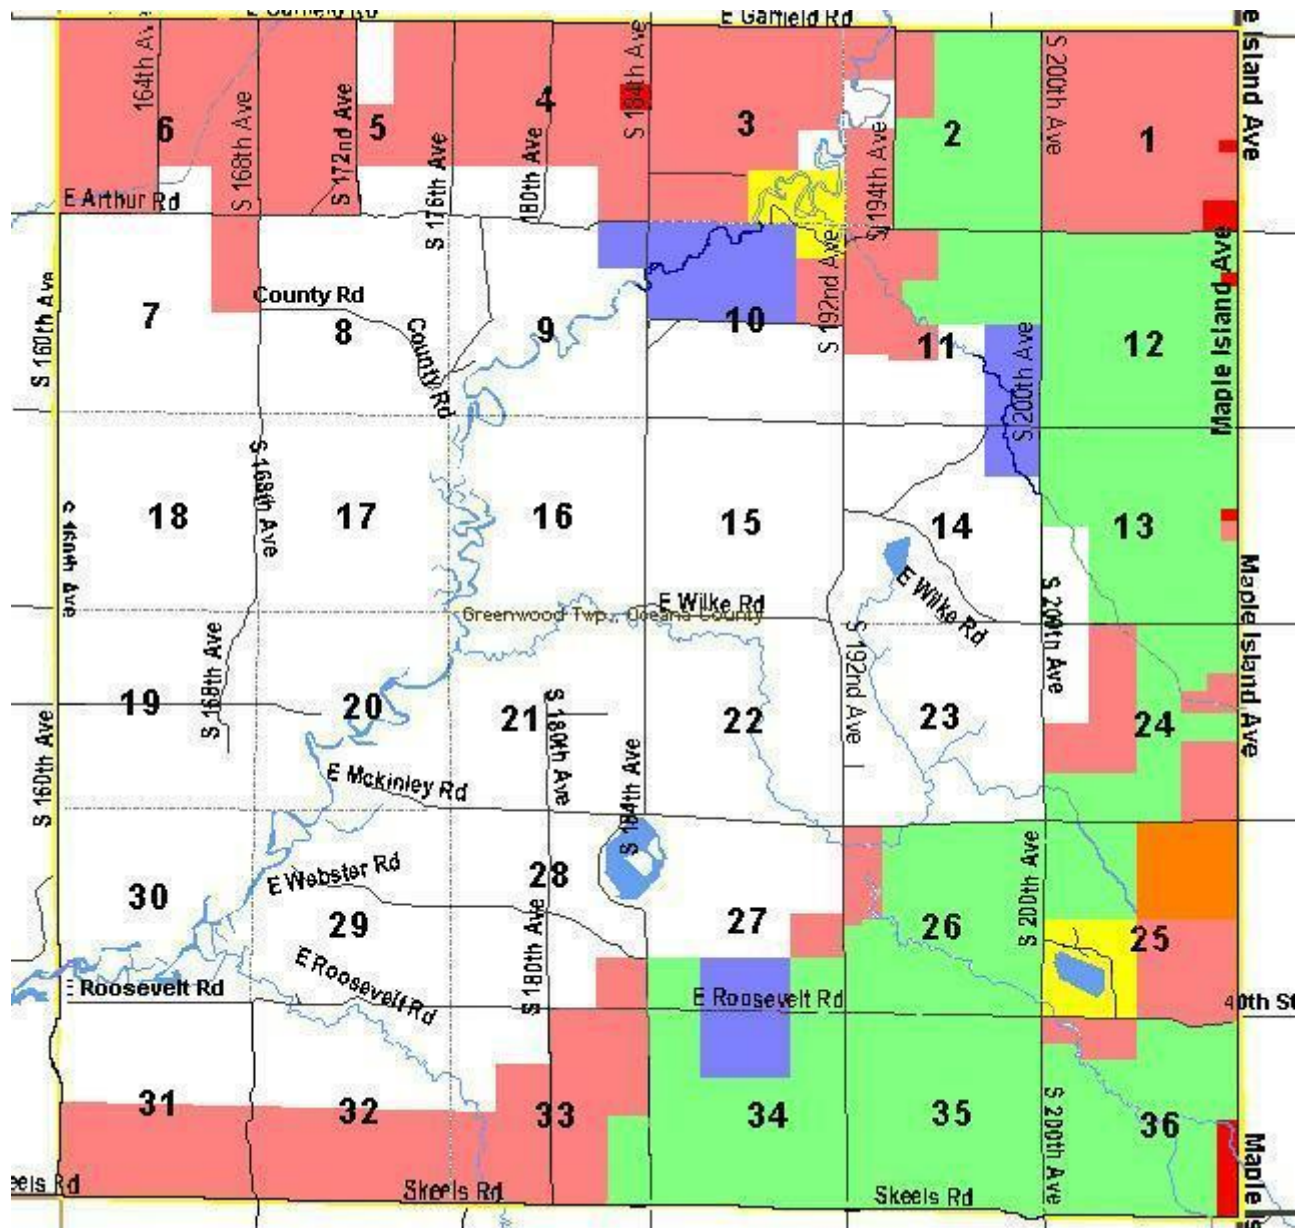 E Garfield Rd
E Garfield Rd
164th Av
S 168th Ave
S 172nd Ave
S 176th Ave
180th Ave
S 184th Ave
S 194th Ave
S 200th Ave
e Island Ave
6
5
4
3
2
1
E Arthur Rd
S 160th Ave
7
County Rd
8
County Rd
9
10
S 192nd Ave
11
S 200th Ave
12
Maple Island Ave
S 160th Ave
18
S 168th Ave
17
16
15
14
13
E Wilke Rd
E Wilke Rd
Greenwood Twp., Oceana County
S 168th Ave
S 192nd Ave
S 200th Ave
Maple Island Ave
19
20
21
22
23
24
S 160th Ave
S 180th Ave
S 184th Ave
E Mckinley Rd
E Webster Rd
30
29
28
27
26
25
S 180th Ave
S 200th Ave
E Roosevelt Rd
E Roosevelt Rd
E Roosevelt Rd
40th St
31
32
33
34
35
36
S 200th Ave
Maple Is
eels Rd
Skeels Rd
Skeels Rd